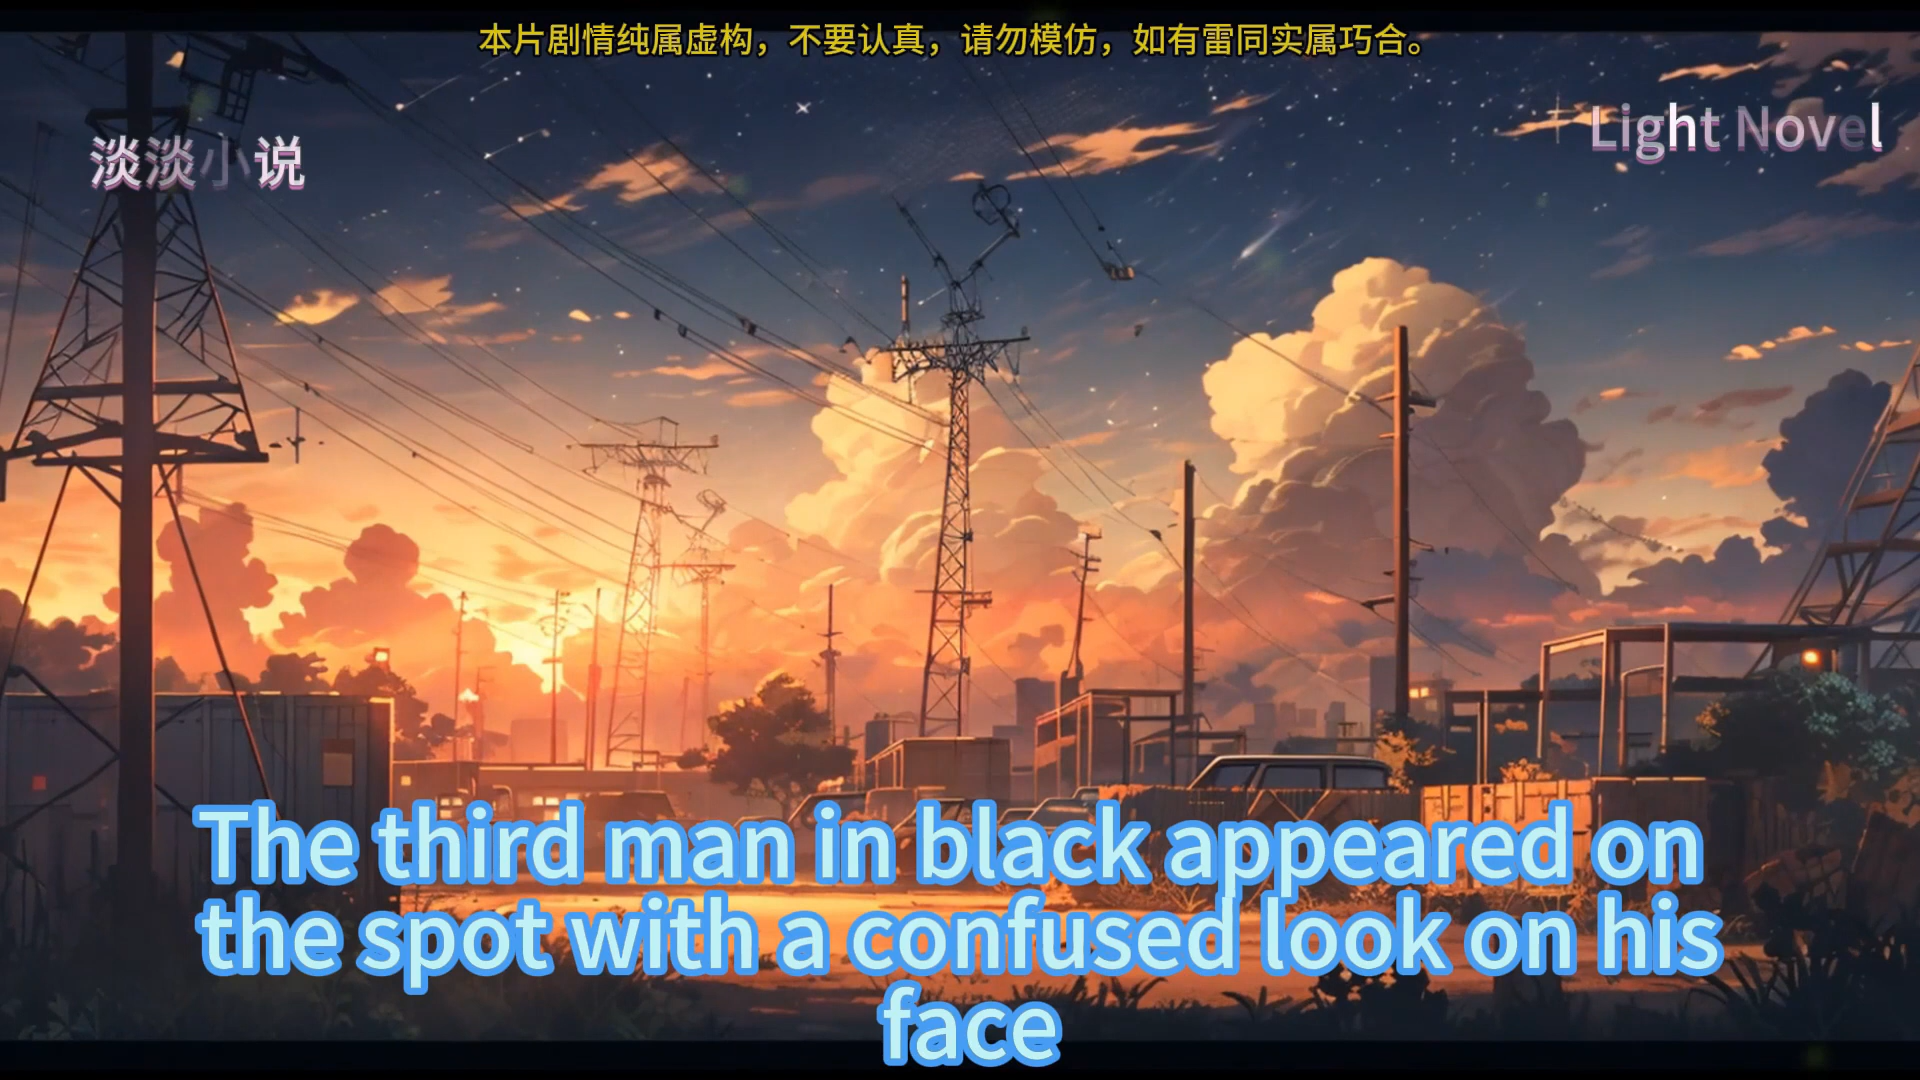 本片剧情纯属虚构，不要认真，请勿模仿，如有雷同实属巧合。
淡淡小说
Light Novel
The third man in black appeared on
the spot with a confused look on his
face